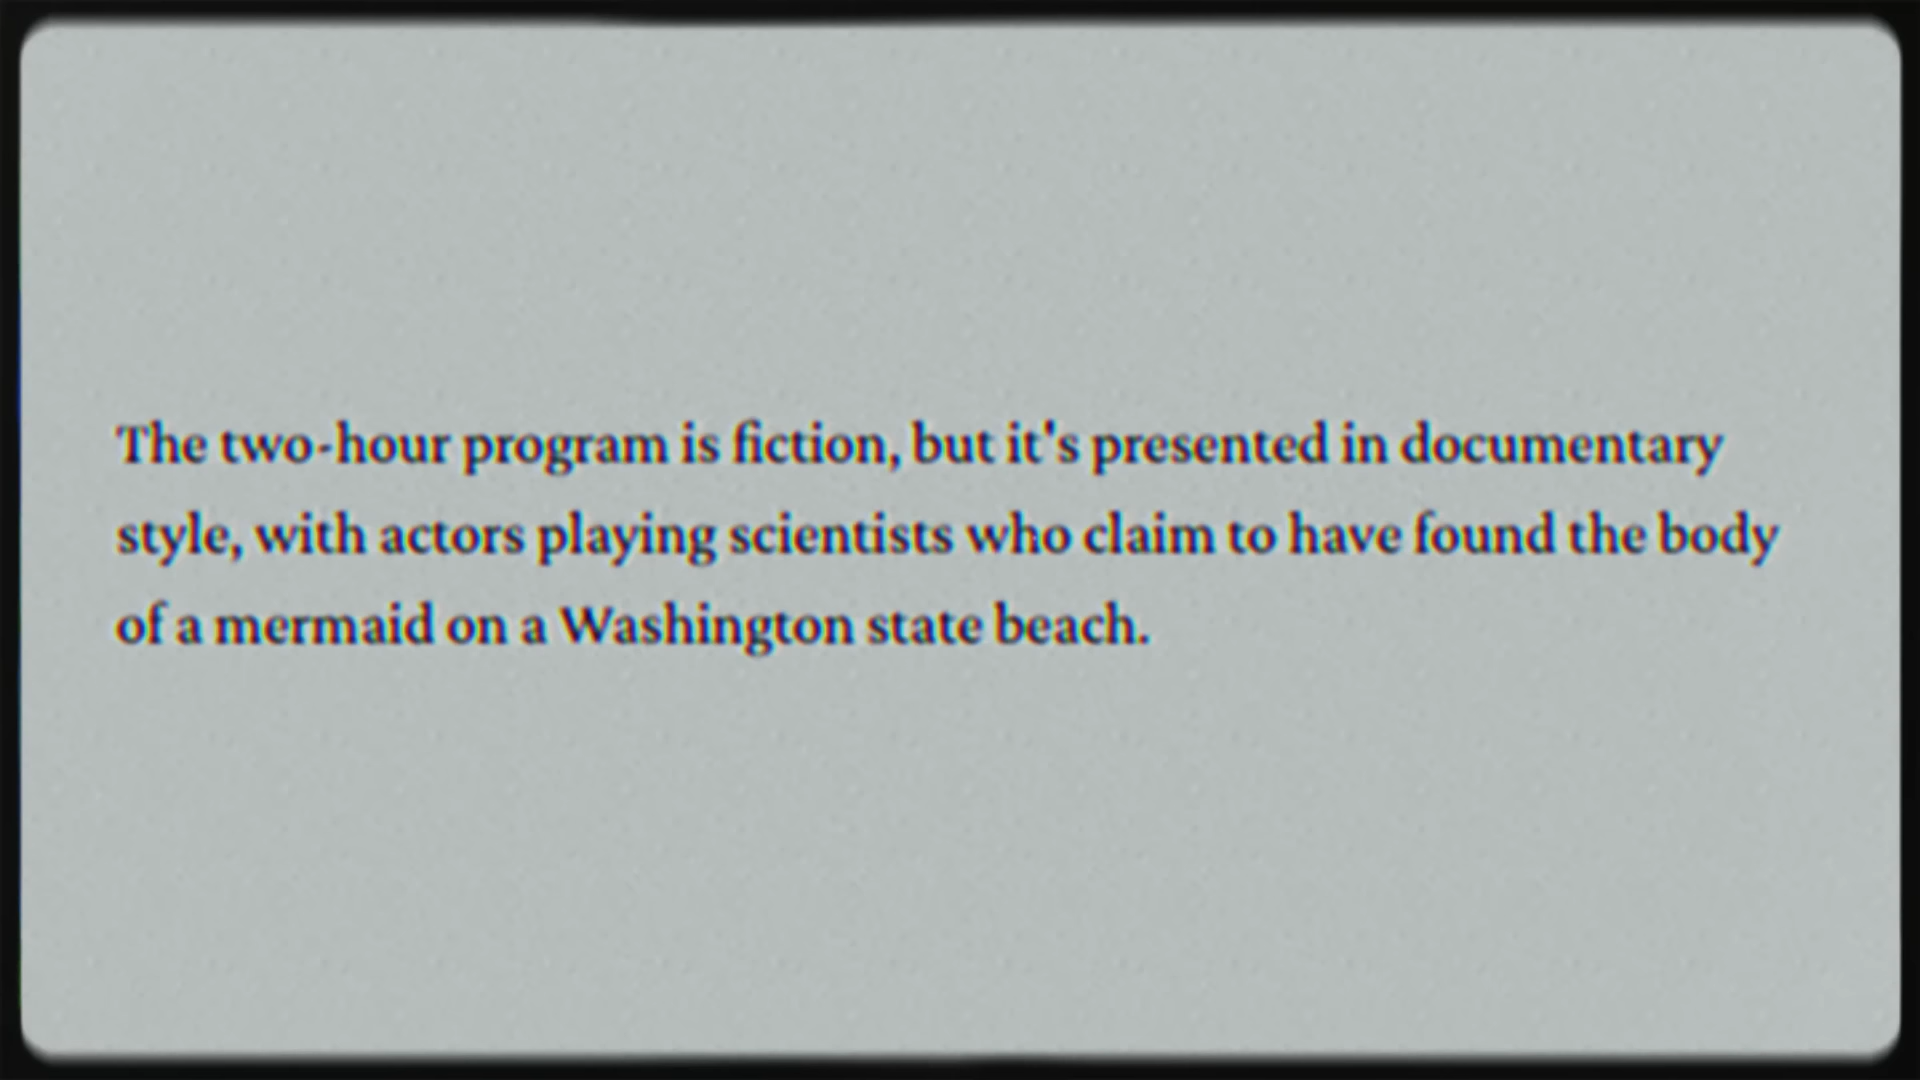 The two-hour program is fiction, but it's presented in documentary
style, with actors playing scientists who claim to have found the body
of a mermaid on a Washington state beach.